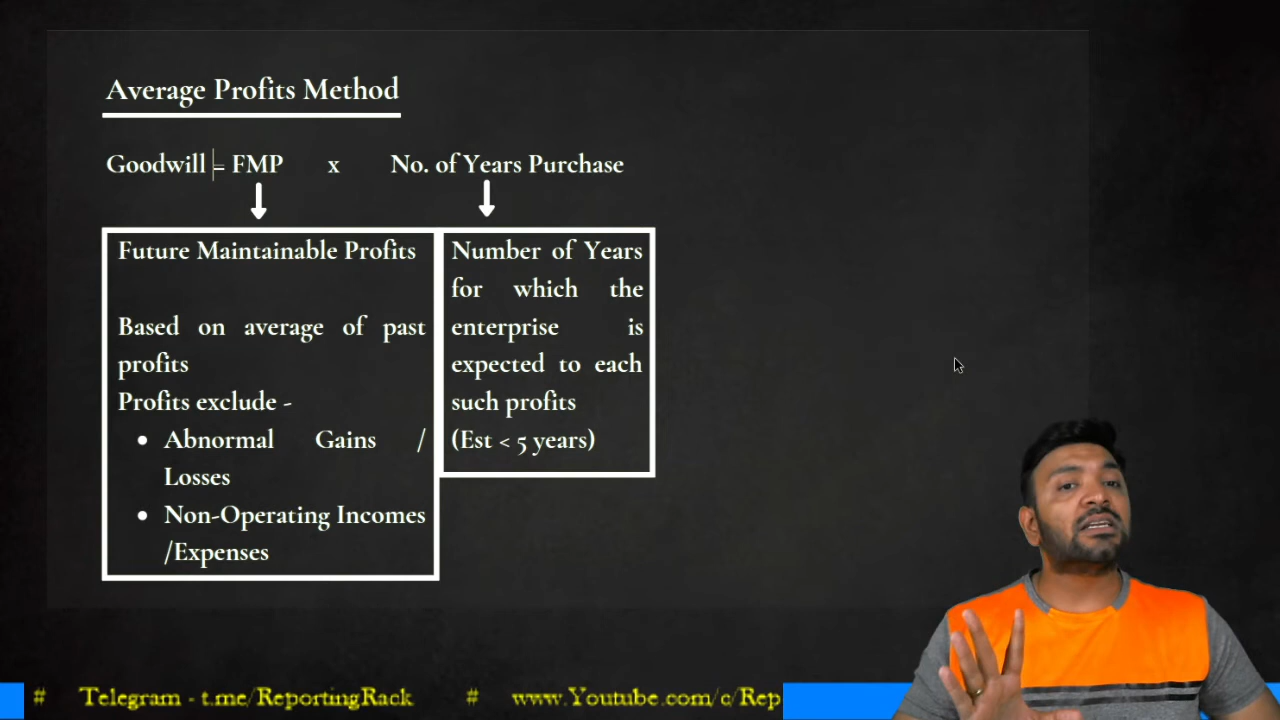 Average Profits Method
Goodwill = FMP x No. of Years Purchase
Future Maintainable Profits
Based on average of past
profits
Profits exclude -
• Abnormal Gains /
Losses
• Non-Operating Incomes
/Expenses
Number of Years
for which the
enterprise is
expected to each
such profits
(Est < 5 years)
# Telegram - t.me/ReportingRack # www.Youtube.com/c/Rep